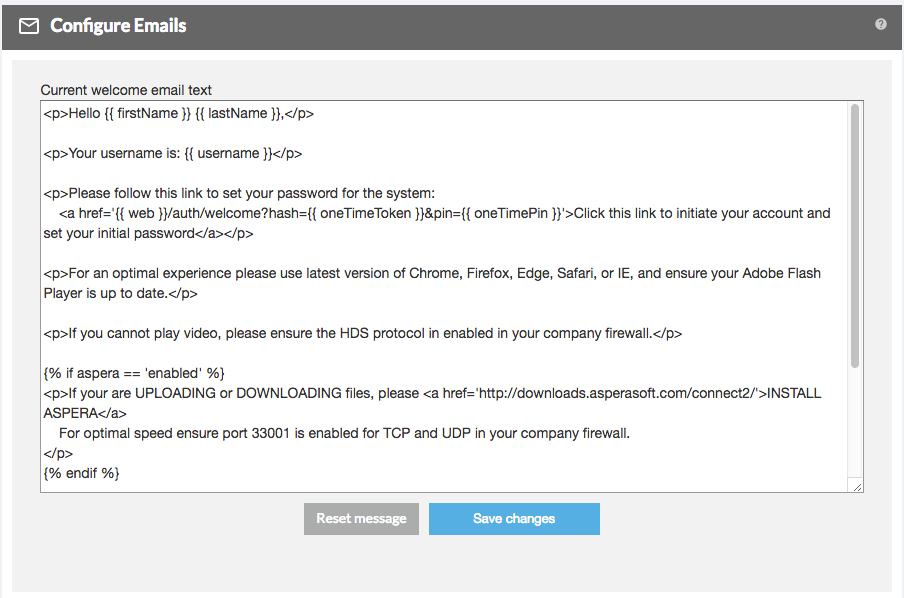 Configure Emails
?
Current welcome email text
<p>Hello {{ firstName }} {{ lastName }},</p>
<p>Your username is: {{ username }}</p>
<p>Please follow this link to set your password for the system:
<a href='{{ web }}/auth/welcome?hash={{ oneTimeToken }}&pin={{ oneTimePin }}'>Click this link to initiate your account and
set your initial password</a></p>
<p>For an optimal experience please use latest version of Chrome, Firefox, Edge, Safari, or IE, and ensure your Adobe Flash
Player is up to date.</p>
<p>If you cannot play video, please ensure the HDS protocol in enabled in your company firewall.</p>
{% if aspera == 'enabled' %}
<p>If your are UPLOADING or DOWNLOADING files, please <a href='http://downloads.asperasoft.com/connect2/'>INSTALL
ASPERA</a>
For optimal speed ensure port 33001 is enabled for TCP and UDP in your company firewall.
</p>
{% endif %}
Reset message
Save changes